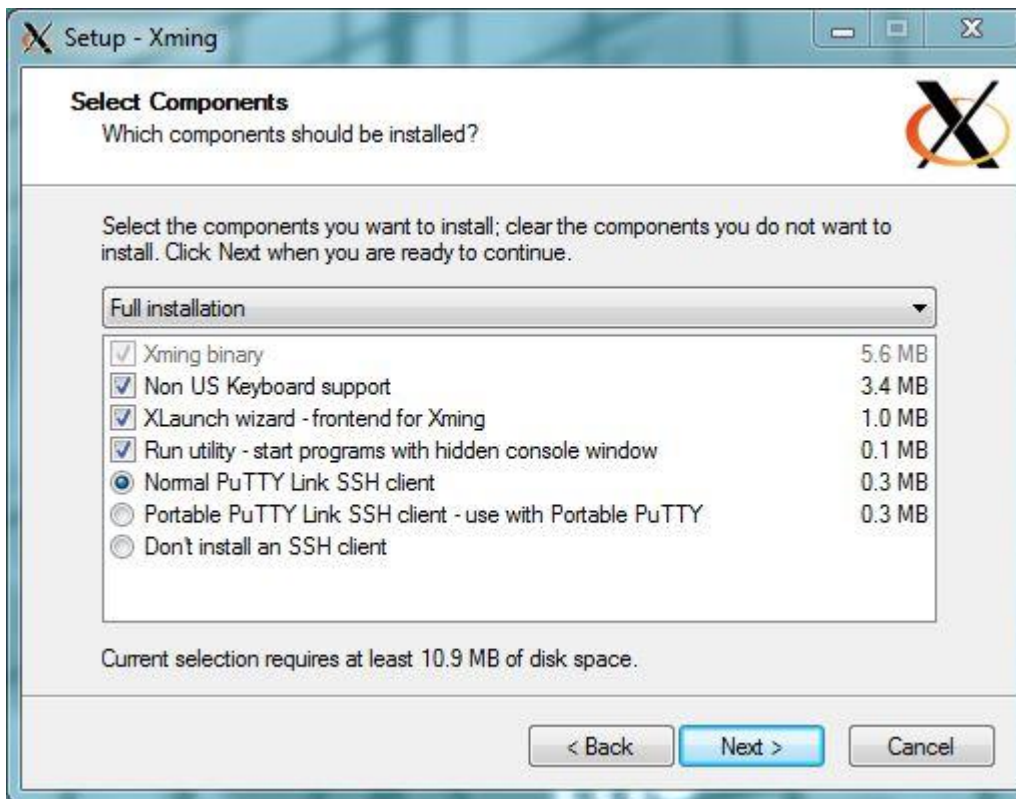 Setup - Xming
Select Components
Which components should be installed?
Select the components you want to install; clear the components you do not want to
install. Click Next when you are ready to continue.
Full installation
Xming binary 5.6 MB
Non US Keyboard support 3.4 MB
XLaunch wizard - frontend for Xming 1.0 MB
Run utility - start programs with hidden console window 0.1 MB
Normal PuTTY Link SSH client 0.3 MB
Portable PuTTY Link SSH client - use with Portable PuTTY 0.3 MB
Don't install an SSH client
Current selection requires at least 10.9 MB of disk space.
< Back Next > Cancel